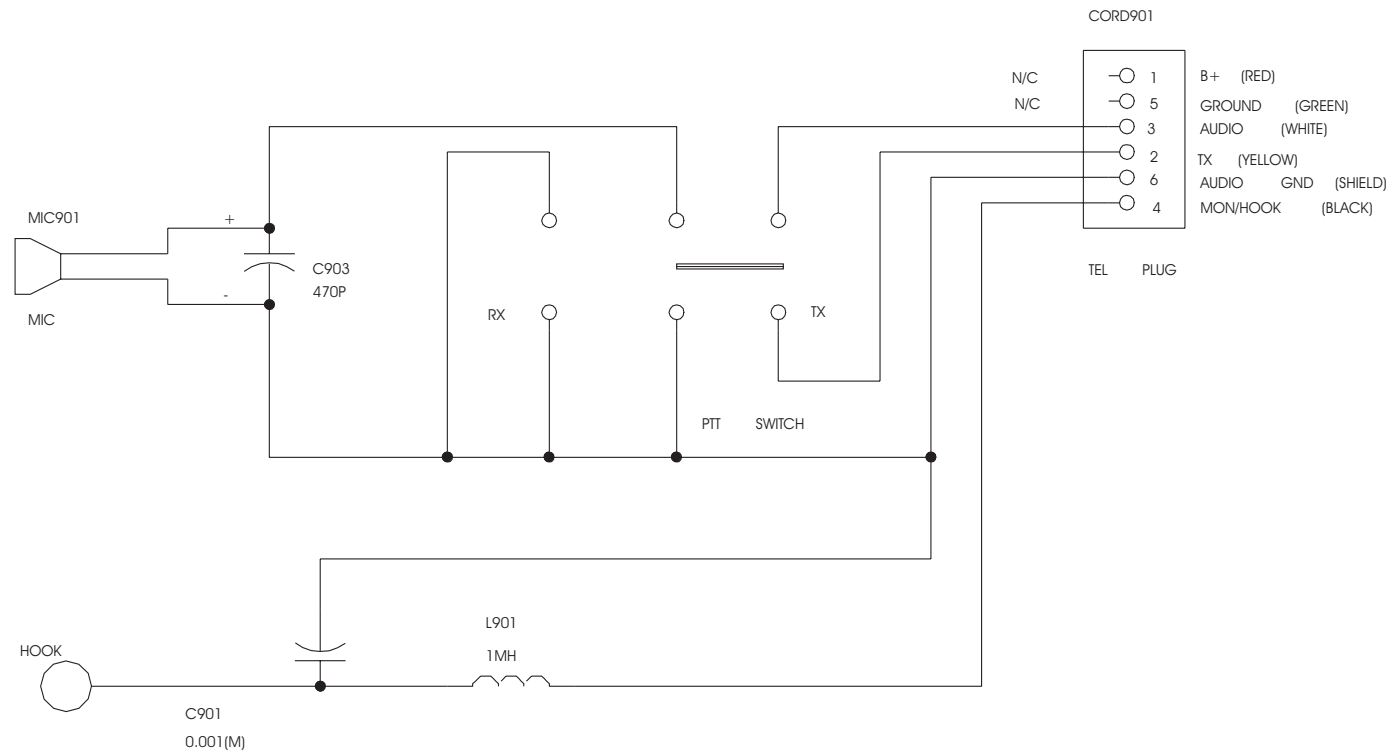 CORD901
N/C 1 B+ (RED)
N/C 5 GROUND (GREEN)
3 AUDIO (WHITE)
2 TX (YELLOW)
6 AUDIO GND (SHIELD)
4 MON/HOOK (BLACK)
TEL PLUG
MIC901
+
-
MIC
C903
470P
RX
TX
PTT SWITCH
HOOK
L901
1MH
C901
0.001(M)